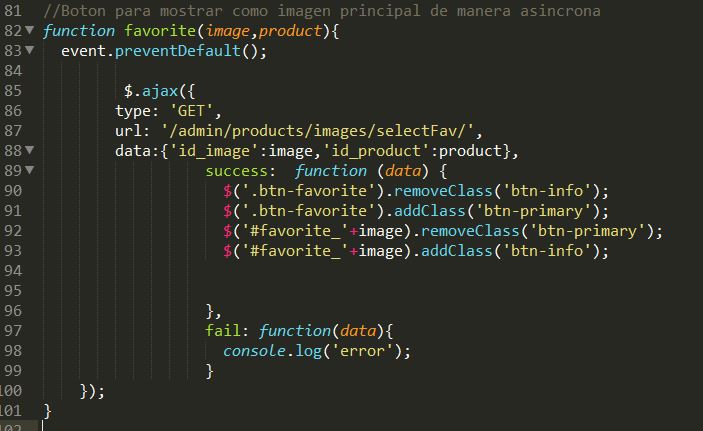 81 //Boton para mostrar como imagen principal de manera asincrona
82 function favorite(image,product){
83 event.preventDefault();
84
85 $.ajax({
86 type: 'GET',
87 url: '/admin/products/images/selectFav/',
88 data:{'id_image':image,'id_product':product},
89 success: function (data) {
90 $('.btn-favorite').removeClass('btn-info');
91 $('.btn-favorite').addClass('btn-primary');
92 $('#favorite_'+image).removeClass('btn-primary');
93 $('#favorite_'+image).addClass('btn-info');
94
95
96 },
97 fail: function(data){
98 console.log('error');
99 }
100 });
101 }
102